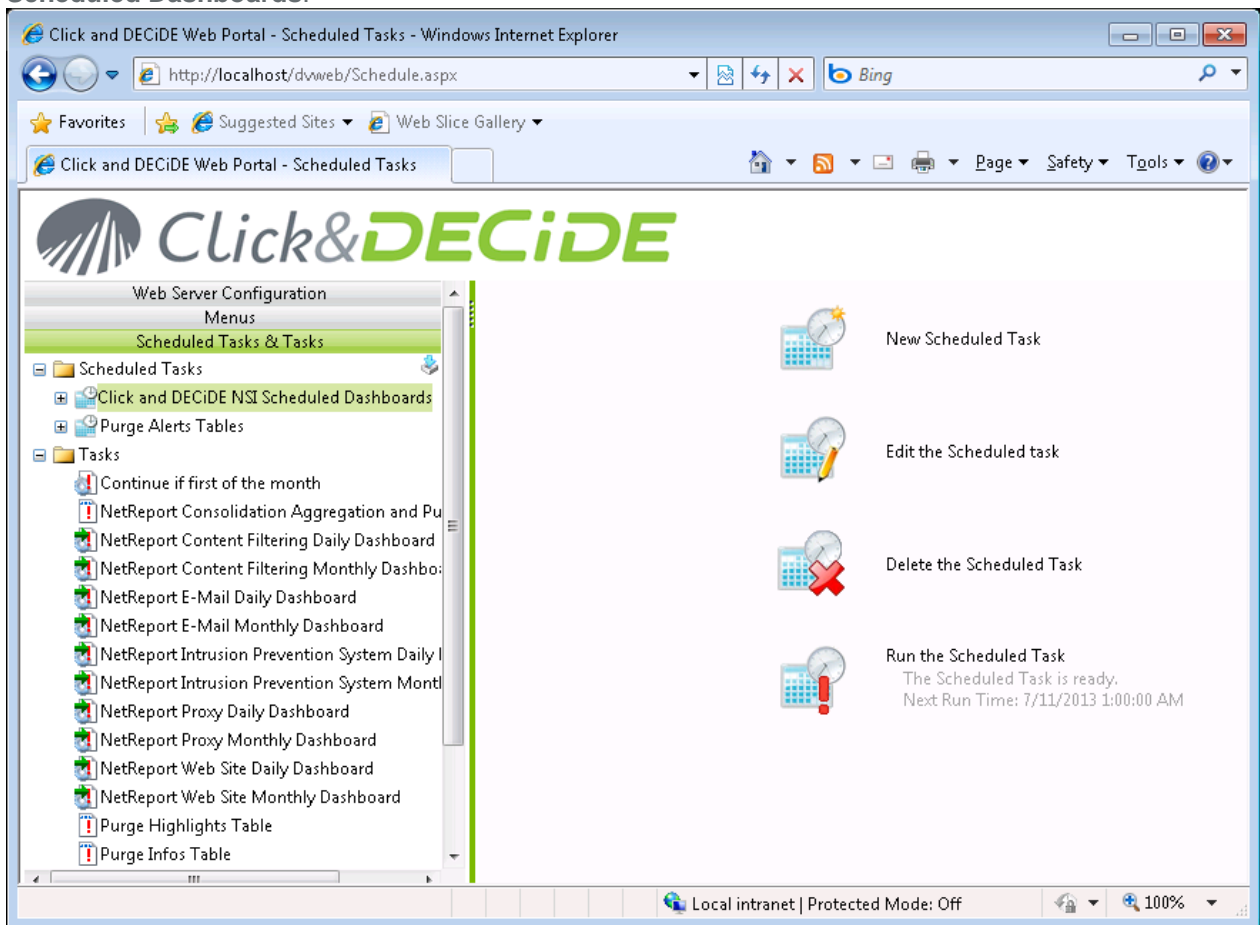 Scheduled Dashboards.
Click and DECiDE Web Portal - Scheduled Tasks - Windows Internet Explorer
http://localhost/dvweb/Schedule.aspx
Bing
Favorites
Suggested Sites
Web Slice Gallery
Click and DECiDE Web Portal - Scheduled Tasks
Page
Safety
Tools
Click&DECiDE
Web Server Configuration
Menus
Scheduled Tasks & Tasks
Scheduled Tasks
Click and DECiDE NSI Scheduled Dashboards
Purge Alerts Tables
Tasks
Continue if first of the month
NetReport Consolidation Aggregation and Pu
NetReport Content Filtering Daily Dashboard
NetReport Content Filtering Monthly Dashbo
NetReport E-Mail Daily Dashboard
NetReport E-Mail Monthly Dashboard
NetReport Intrusion Prevention System Daily
NetReport Intrusion Prevention System Mont
NetReport Proxy Daily Dashboard
NetReport Proxy Monthly Dashboard
NetReport Web Site Daily Dashboard
NetReport Web Site Monthly Dashboard
Purge Highlights Table
Purge Infos Table
New Scheduled Task
Edit the Scheduled task
Delete the Scheduled Task
Run the Scheduled Task
The Scheduled Task is ready.
Next Run Time: 7/11/2013 1:00:00 AM
Local intranet | Protected Mode: Off
100%